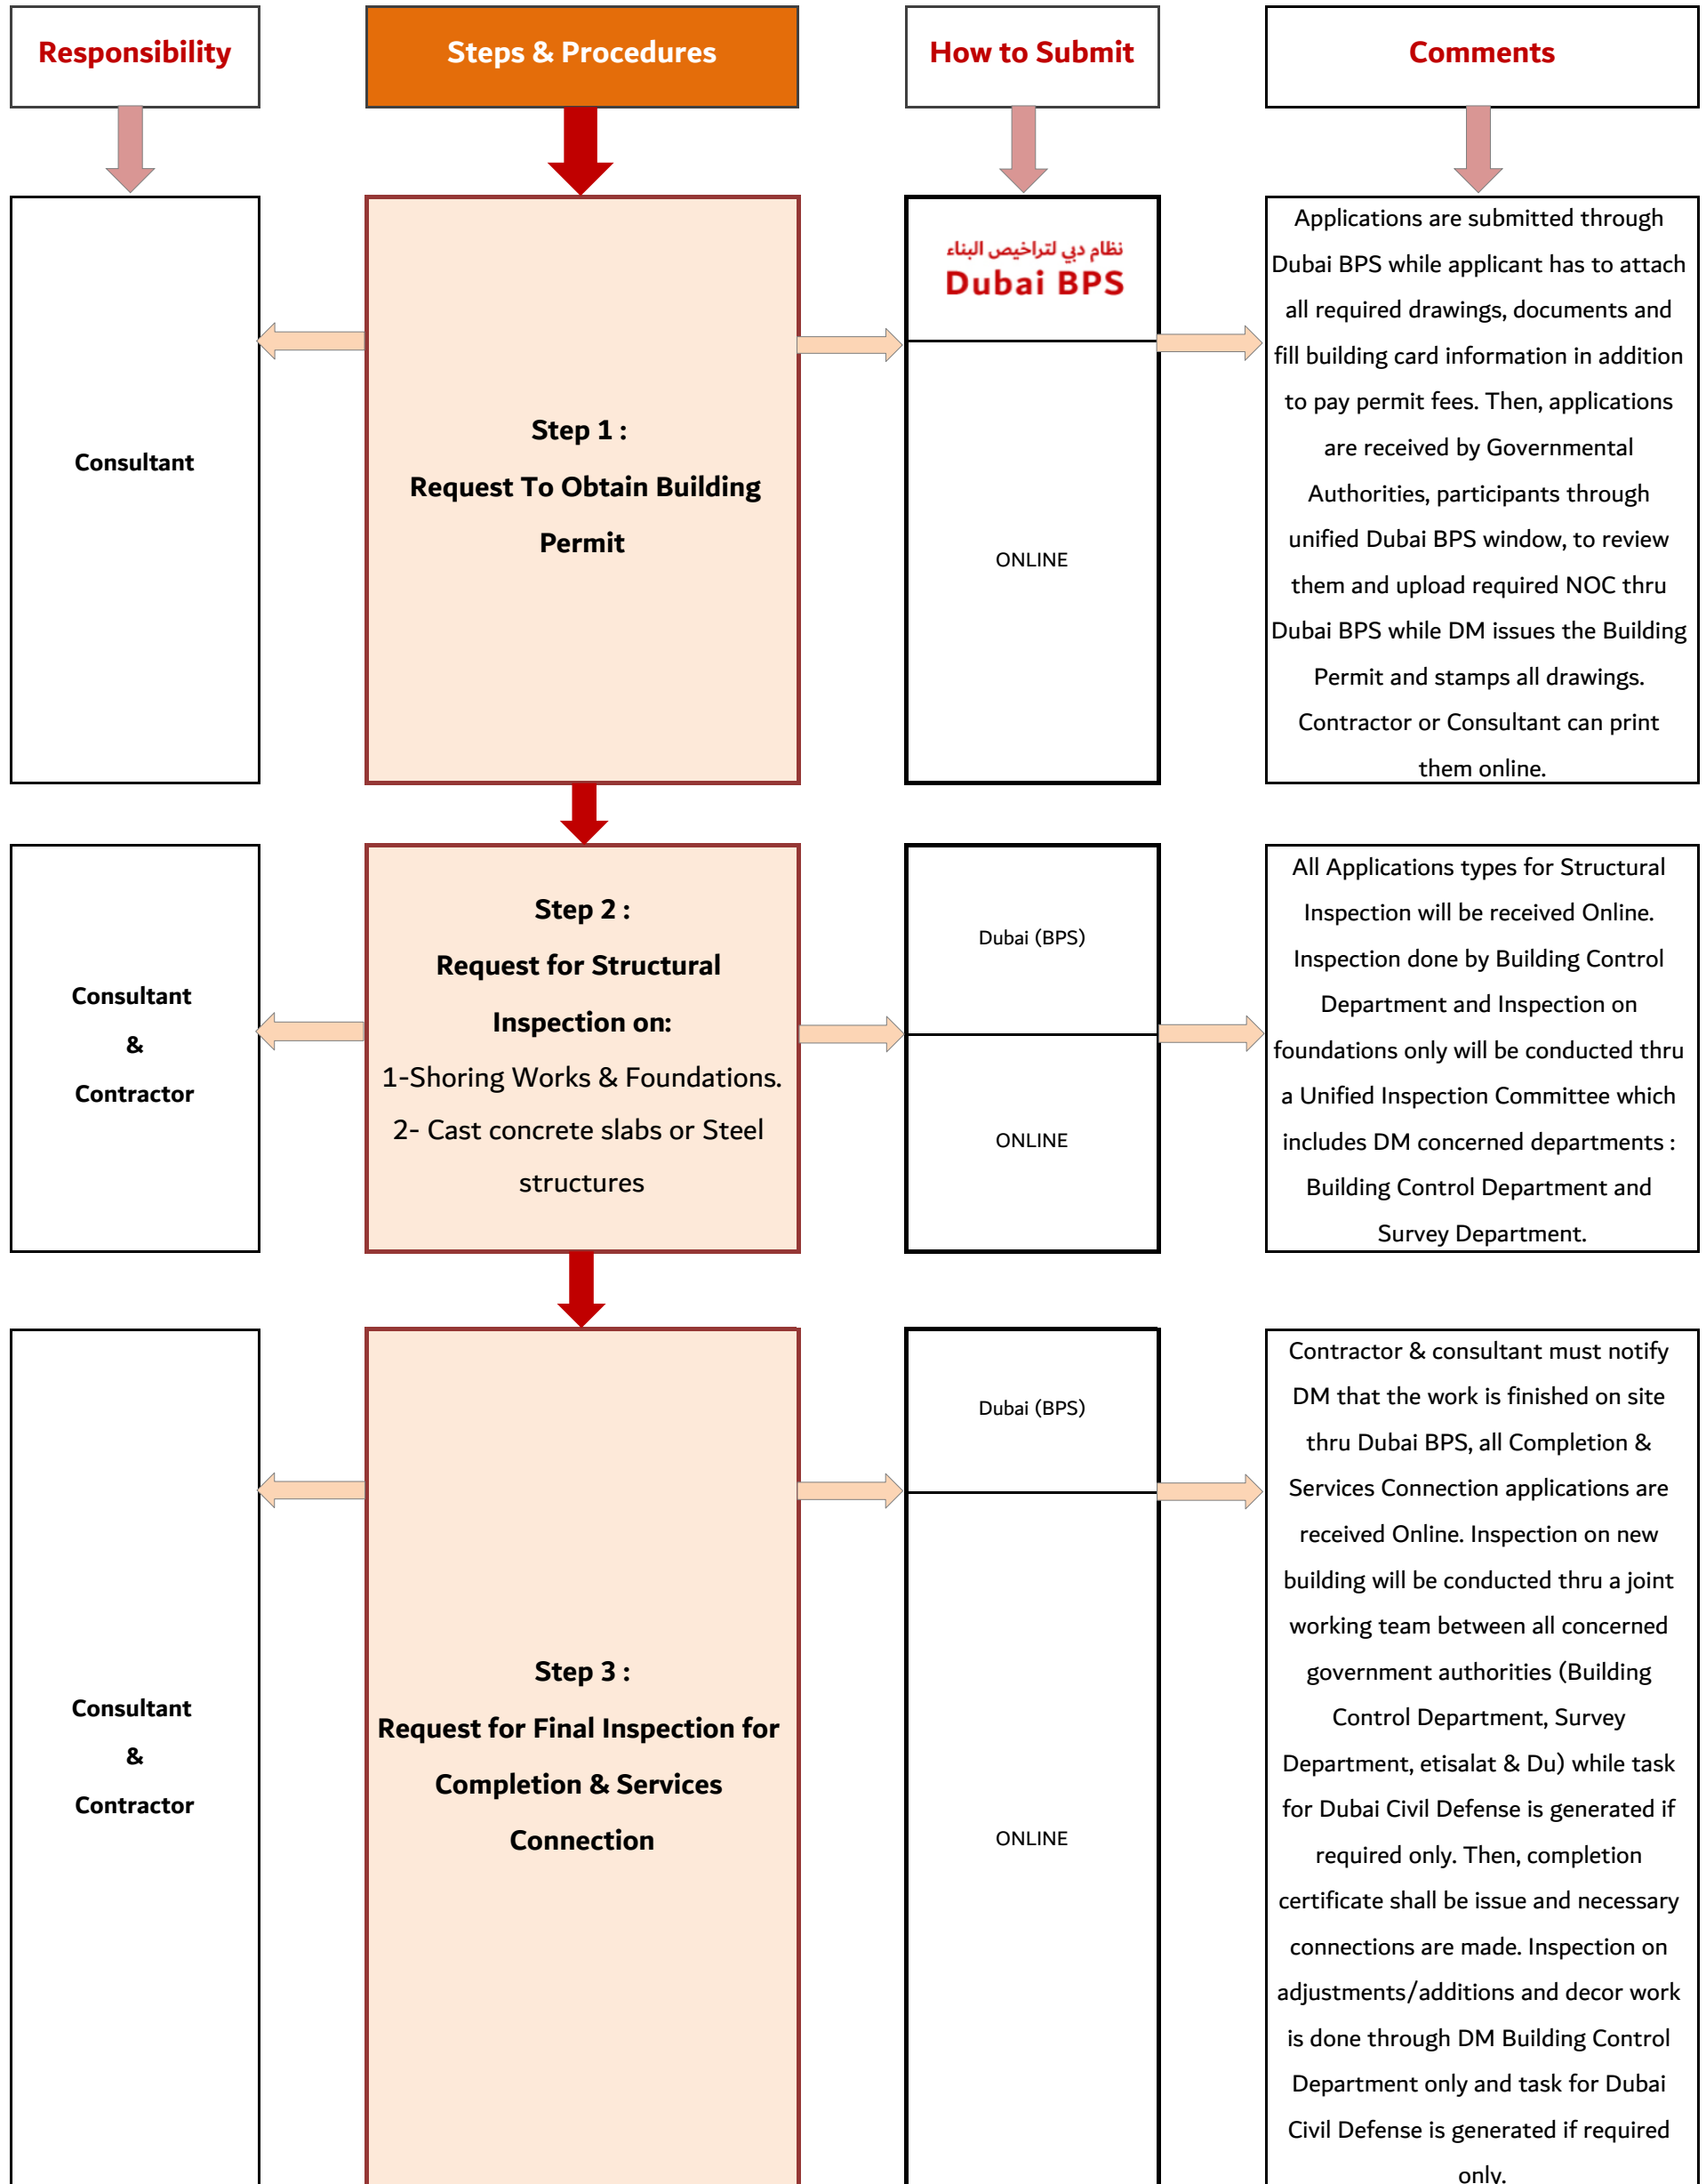 Responsibility
Steps & Procedures
How to Submit
Comments
Consultant
Step 1 :
Request To Obtain Building
Permit
نظام دبي لتراخيص البناء
Dubai BPS
ONLINE
Applications are submitted through
Dubai BPS while applicant has to attach
all required drawings, documents and
fill building card information in addition
to pay permit fees. Then, applications
are received by Governmental
Authorities, participants through
unified Dubai BPS window, to review
them and upload required NOC thru
Dubai BPS while DM issues the Building
Permit and stamps all drawings.
Contractor or Consultant can print
them online.
Consultant
&
Contractor
Step 2 :
Request for Structural
Inspection on:
1-Shoring Works & Foundations.
2- Cast concrete slabs or Steel
structures
Dubai (BPS)
ONLINE
All Applications types for Structural
Inspection will be received Online.
Inspection done by Building Control
Department and Inspection on
foundations only will be conducted thru
a Unified Inspection Committee which
includes DM concerned departments :
Building Control Department and
Survey Department.
Consultant
&
Contractor
Step 3 :
Request for Final Inspection for
Completion & Services
Connection
Dubai (BPS)
ONLINE
Contractor & consultant must notify
DM that the work is finished on site
thru Dubai BPS, all Completion &
Services Connection applications are
received Online. Inspection on new
building will be conducted thru a joint
working team between all concerned
government authorities (Building
Control Department, Survey
Department, etisalat & Du) while task
for Dubai Civil Defense is generated if
required only. Then, completion
certificate shall be issue and necessary
connections are made. Inspection on
adjustments/additions and decor work
is done through DM Building Control
Department only and task for Dubai
Civil Defense is generated if required
only.